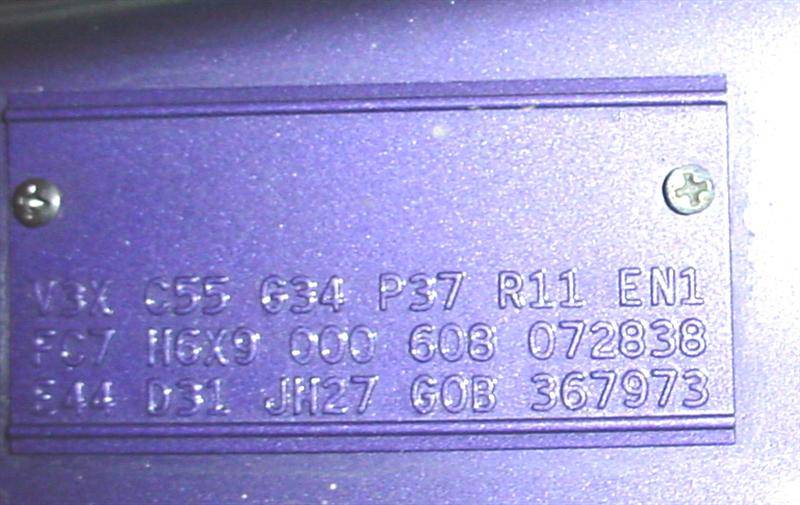 V3X C55 G34 P37 R11 EN1
FC7 H6X9 000 608 072838
E44 D31 JH27 G0B 367973